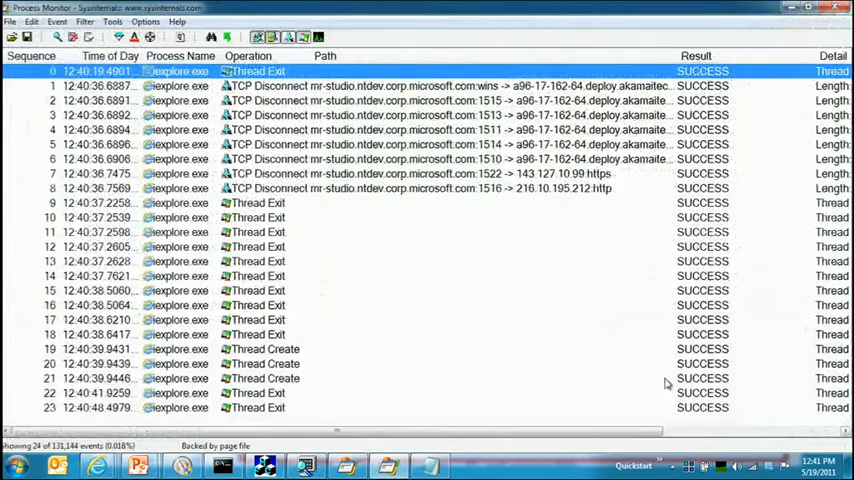 Process Monitor - Sysinternals: www.sysinternals.com
File Edit Event Filter Tools Options Help
Sequence Time of Day Process Name Operation Path Result Detail
0 12:40:19.4901... iexplore.exe Thread Exit SUCCESS Thread
1 12:40:36.6887... iexplore.exe TCP Disconnect mr-studio.ntdev.corp.microsoft.com:wins -> a96-17-162-64.deploy.akamaitec... SUCCESS Length:
2 12:40:36.6891... iexplore.exe TCP Disconnect mr-studio.ntdev.corp.microsoft.com:1515 -> a96-17-162-64.deploy.akamaite... SUCCESS Length:
3 12:40:36.6892... iexplore.exe TCP Disconnect mr-studio.ntdev.corp.microsoft.com:1513 -> a96-17-162-64.deploy.akamaite... SUCCESS Length:
4 12:40:36.6894... iexplore.exe TCP Disconnect mr-studio.ntdev.corp.microsoft.com:1511 -> a96-17-162-64.deploy.akamaite... SUCCESS Length:
5 12:40:36.6896... iexplore.exe TCP Disconnect mr-studio.ntdev.corp.microsoft.com:1514 -> a96-17-162-64.deploy.akamaite... SUCCESS Length:
6 12:40:36.6906... iexplore.exe TCP Disconnect mr-studio.ntdev.corp.microsoft.com:1510 -> a96-17-162-64.deploy.akamaite... SUCCESS Length:
7 12:40:36.7475... iexplore.exe TCP Disconnect mr-studio.ntdev.corp.microsoft.com:1522 -> 143.127.10.99:https SUCCESS Length:
8 12:40:36.7569... iexplore.exe TCP Disconnect mr-studio.ntdev.corp.microsoft.com:1516 -> 216.10.195.212:http SUCCESS Length:
9 12:40:37.2258... iexplore.exe Thread Exit SUCCESS Thread
10 12:40:37.2539... iexplore.exe Thread Exit SUCCESS Thread
11 12:40:37.2598... iexplore.exe Thread Exit SUCCESS Thread
12 12:40:37.2605... iexplore.exe Thread Exit SUCCESS Thread
13 12:40:37.2628... iexplore.exe Thread Exit SUCCESS Thread
14 12:40:37.7621... iexplore.exe Thread Exit SUCCESS Thread
15 12:40:38.5060... iexplore.exe Thread Exit SUCCESS Thread
16 12:40:38.5064... iexplore.exe Thread Exit SUCCESS Thread
17 12:40:38.6210... iexplore.exe Thread Exit SUCCESS Thread
18 12:40:38.6417... iexplore.exe Thread Exit SUCCESS Thread
19 12:40:39.9431... iexplore.exe Thread Create SUCCESS Thread
20 12:40:39.9439... iexplore.exe Thread Create SUCCESS Thread
21 12:40:39.9446... iexplore.exe Thread Create SUCCESS Thread
22 12:40:41.9259... iexplore.exe Thread Exit SUCCESS Thread
23 12:40:48.4979... iexplore.exe Thread Exit SUCCESS Thread
Showing 24 of 131,144 events (0.018%) Backed by page file
Quickstart » 12:41 PM
5/19/2011